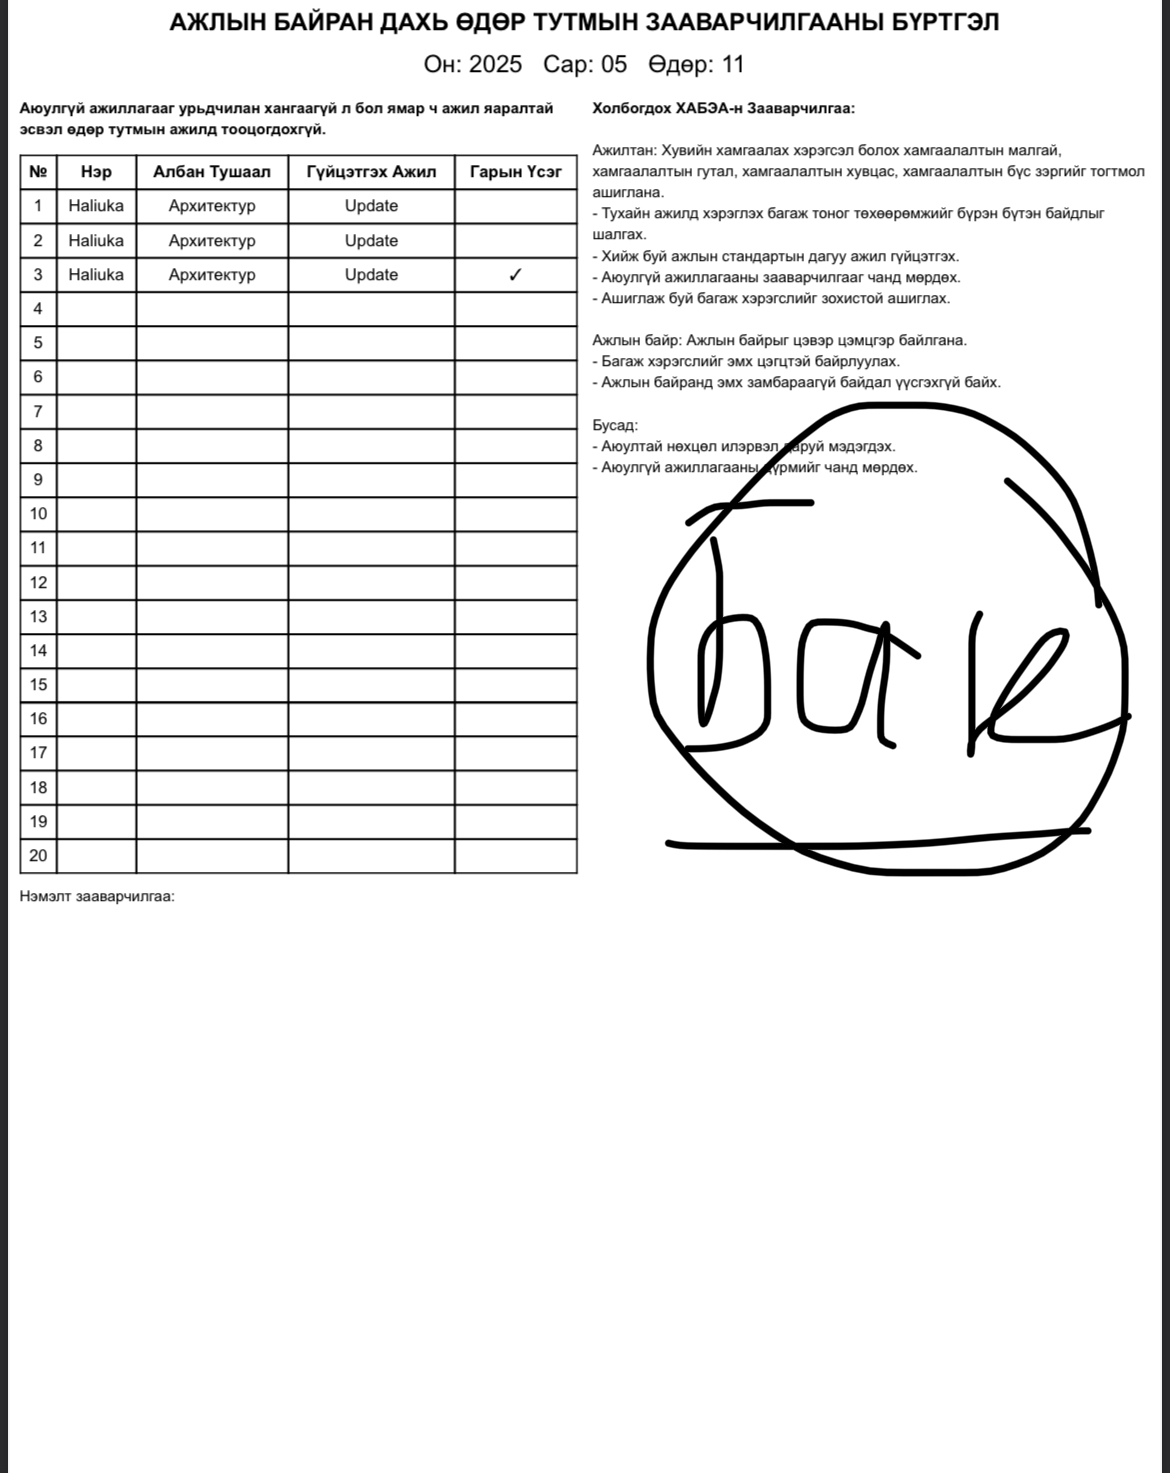 АЖЛЫН БАЙРАН ДАХЬ ӨДӨР ТУТМЫН ЗААВАРЧИЛГААНЫ БҮРТГЭЛ
Он: 2025 Сар: 05 Өдөр: 11
Аюулгүй ажиллагааг урьдчилан хангаагүй л бол ямар ч ажил яаралтай
эсвэл өдөр тутмын ажилд тооцогдохгүй.
№ Нэр Албан Тушаал Гүйцэтгэх Ажил Гарын Үсэг
1 Haliuka Архитектур Update
2 Haliuka Архитектур Update
3 Haliuka Архитектур Update ✓
4
5
6
7
8
9
10
11
12
13
14
15
16
17
18
19
20
Нэмэлт зааварчилгаа:
Холбогдох ХАБЭА-н Зааварчилгаа:
Ажилтан: Хувийн хамгаалах хэрэгсэл болох хамгаалалтын малгай,
хамгаалалтын гутал, хамгаалалтын хувцас, хамгаалалтын бүс зэргийг тогтмол
ашиглана.
- Тухайн ажилд хэрэглэх багаж тоног төхөөрөмжийг бүрэн бүтэн байдлыг
шалгах.
- Хийж буй ажлын стандартын дагуу ажил гүйцэтгэх.
- Аюулгүй ажиллагааны зааварчилгааг чанд мөрдөх.
- Ашиглаж буй багаж хэрэгслийг зохистой ашиглах.
Ажлын байр: Ажлын байрыг цэвэр цэмцгэр байлгана.
- Багаж хэрэгслийг эмх цэгцтэй байрлуулах.
- Ажлын байранд эмх замбараагүй байдал үүсгэхгүй байх.
Бусад:
- Аюултай нөхцөл илэрвэл даруй мэдэгдэх.
- Аюулгүй ажиллагааны дүрмийг чанд мөрдөх.